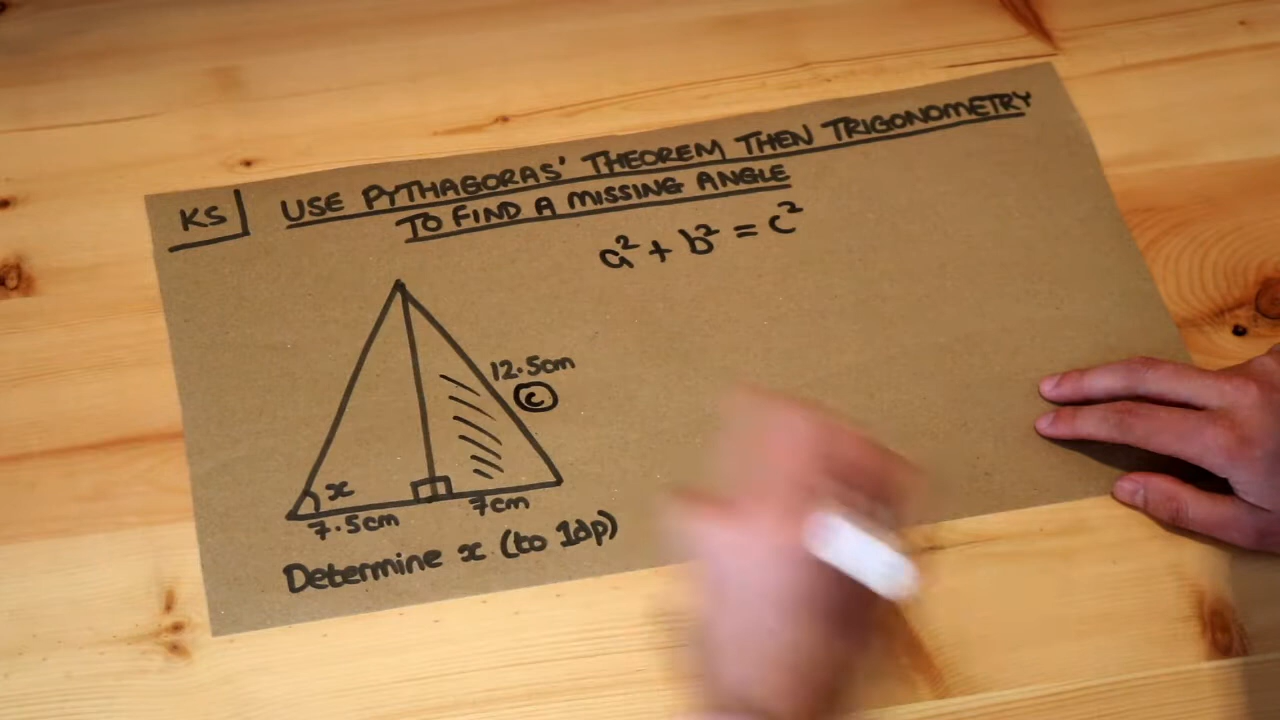 KS
USE PYTHAGORAS' THEOREM THEN TRIGONOMETRY
TO FIND A MISSING ANGLE
a² + b² = c²
12.5cm
c
x
7.5cm
7cm
Determine x (to 1dp)